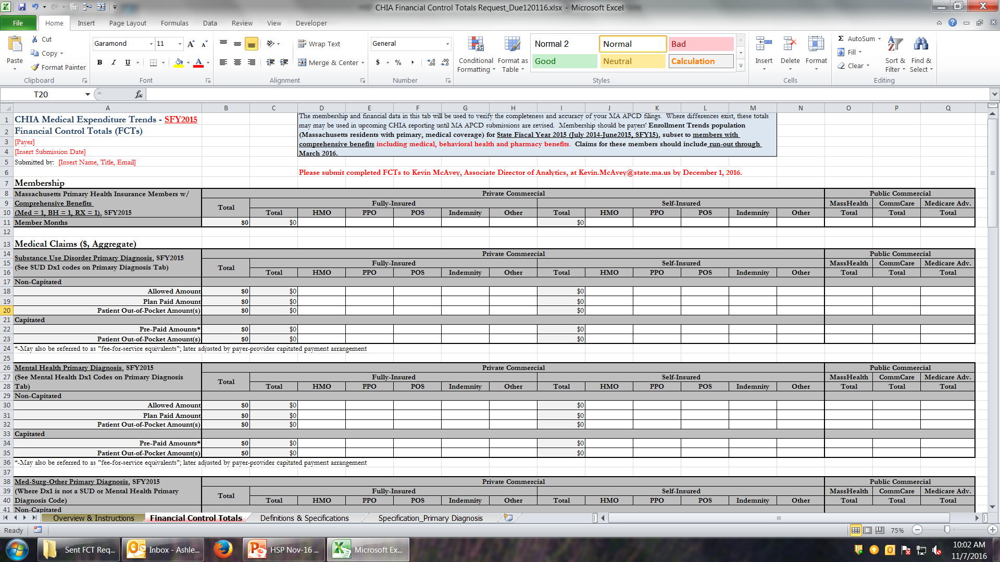 CHIA Financial Control Totals Request_Due120116.xlsx - Microsoft Excel
File Home Insert Page Layout Formulas Data Review View Developer
Paste Cut Copy Format Painter Clipboard
Garamond 11 B I U Font
Wrap Text Merge & Center Alignment
General $ % , Number
Conditional Formatting Format as Table
Normal 2 Normal Bad
Good Neutral Calculation
Styles
Insert Delete Format Cells
AutoSum Fill Clear Sort & Filter Find & Select Editing
T20 fx
A B C D E F G H I J K L M N O P Q
1 CHIA Medical Expenditure Trends - SFY2015
2 Financial Control Totals (FCTs)
3 [Payer]
4 [Insert Submission Date]
5 Submitted by: [Insert Name, Title, Email]
The membership and financial data in this tab will be used to verify the completeness and accuracy of your MA APCD filings. Where differences exist, these totals
may may be used in upcoming CHIA reporting until MA APCD submissions are revised. Membership should be payers' Enrollment Trends population
(Massachusetts residents with primary, medical coverage) for State Fiscal Year 2015 (July 2014-June2015, SFY15), subset to members with
comprehensive benefits including medical, behavioral health and pharmacy benefits. Claims for these members should include run-out through
March 2016.
6 Please submit completed FCTs to Kevin McAvey, Associate Director of Analytics, at Kevin.McAvey@state.ma.us by December 1, 2016.
7 Membership
8 Massachusetts Primary Health Insurance Members w/ Private Commercial Public Commercial
9 Comprehensive Benefits Total Fully-Insured Self-Insured MassHealth CommCare Medicare Adv.
10 (Med = 1, BH = 1, RX = 1), SFY2015 Total HMO PPO POS Indemnity Other Total HMO PPO POS Indemnity Other Total Total Total
11 Member Months $0 $0 $0
12
13 Medical Claims ($, Aggregate)
14 Substance Use Disorder Primary Diagnosis, SFY2015 Private Commercial Public Commercial
15 (See SUD Dx1 codes on Primary Diagnosis Tab) Total Fully-Insured Self-Insured MassHealth CommCare Medicare Adv.
16 Total HMO PPO POS Indemnity Other Total HMO PPO POS Indemnity Other Total Total Total
17 Non-Capitated
18 Allowed Amount $0 $0 $0
19 Plan Paid Amount $0 $0 $0
20 Patient Out-of-Pocket Amount(s) $0 $0 $0
21 Capitated
22 Pre-Paid Amounts* $0 $0 $0
23 Patient Out-of-Pocket Amount(s) $0 $0 $0
24 *-May also be referred to as "fee-for-service equivalents"; later adjusted by payer-provider capitated payment arrangement
25
26 Mental Health Primary Diagnosis, SFY2015 Private Commercial Public Commercial
27 (See Mental Health Dx1 Codes on Primary Diagnosis Total Fully-Insured Self-Insured MassHealth CommCare Medicare Adv.
28 Tab) Total HMO PPO POS Indemnity Other Total HMO PPO POS Indemnity Other Total Total Total
29 Non-Capitated
30 Allowed Amount $0 $0 $0
31 Plan Paid Amount $0 $0 $0
32 Patient Out-of-Pocket Amount(s) $0 $0 $0
33 Capitated
34 Pre-Paid Amounts* $0 $0 $0
35 Patient Out-of-Pocket Amount(s) $0 $0 $0
36 *-May also be referred to as "fee-for-service equivalents"; later adjusted by payer-provider capitated payment arrangement
37
38 Med-Surg-Other Primary Diagnosis, SFY2015 Private Commercial Public Commercial
39 (Where Dx1 is not a SUD or Mental Health Primary Total Fully-Insured Self-Insured MassHealth CommCare Medicare Adv.
40 Diagnosis Code) Total HMO PPO POS Indemnity Other Total HMO PPO POS Indemnity Other Total Total Total
41 Non-Capitated
Overview & Instructions Financial Control Totals Definitions & Specifications Specification_Primary Diagnosis
Ready 75%
Sent FCT Req... Inbox - Ashle... HSP Nov-16 ... Microsoft Ex... 10:02 AM
11/7/2016